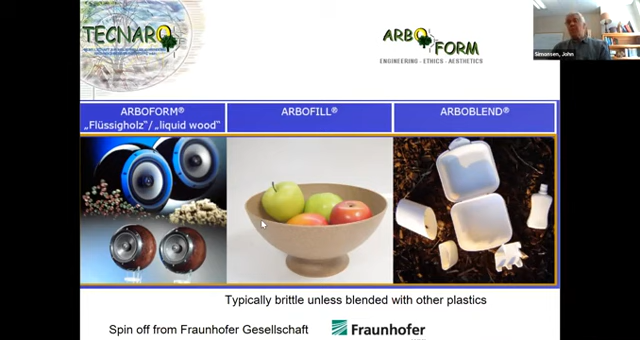 TECNARO
ARBOFORM
ENGINEERING - ETHICS - AESTHETICS
Simonsen, John
ARBOFORM®
„Flüssigholz“/„liquid wood“
ARBOFILL®
ARBOBLEND®
Typically brittle unless blended with other plastics
Spin off from Fraunhofer Gesellschaft
Fraunhofer